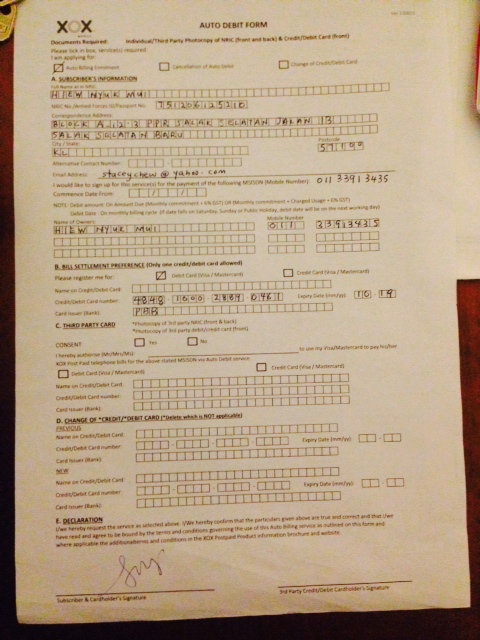 XOX
AUTO DEBIT FORM
Documents Required: Individual/Third Party Photocopy of NRIC (front and back) & Credit/Debit Card (front)
Please tick in box, service(s) required:
I am applying for:
Auto Billing Enrolment Cancellation of Auto Debit Change of Credit/Debit Card
A. SUBSCRIBER'S INFORMATION
Full Name as in NRIC
HIEW NYUK MUI
NRIC No./Armed Forces ID/Passport No. 751206125210
Correspondence Address:
BLOCK A-12-3 PPR SALAK SELATAN JALAN 1B
SALAK SELATAN BARU
City / State: Postcode
KL 57100
Alternative Contact Number:
Email Address: staceychew@yahoo.com
I would like to sign up for this service(s) for the payment of the following MSISDN (Mobile Number) 01133913435
Commence Date From:
NOTE: Debit amount: On Amount Due (Monthly commitment + 6% GST) OR (Monthly commitment + Charged Usage + 6% GST)
Debit Date : On monthly billing cycle (if date falls on Saturday, Sunday or Public Holiday, debit date will be on the next working day)
Name of Owners: Mobile Number
HIEW NYUK MUI 011 33913435
B. BILL SETTLEMENT PREFERENCE (Only one credit/debit card allowed)
Please register me for: Debit Card (Visa / Mastercard) Credit Card (Visa / Mastercard)
Name on Credit/Debit Card:
Credit/Debit Card number: 1000 Expiry Date (mm/yy): 10 - 19
Card Issuer (Bank): PBB
C. THIRD PARTY CARD *Photocopy of 3rd party NRIC (front & back)
*Photocopy of 3rd party debit/credit card (front)
CONSENT: Yes No
I hereby authorise (Mr/Mrs/Ms) to use my Visa/Mastercard to pay his/her
XOX Post Paid telephone bills for the above stated MSISDN via Auto Debit service.
Debit Card (Visa / Mastercard) Credit Card (Visa / Mastercard)
Name on Credit/Debit Card:
Credit/Debit Card number:
Card Issuer (Bank):
D. CHANGE OF *CREDIT/*DEBIT CARD (*Delete which is NOT applicable)
PREVIOUS
Name on Credit/Debit Card:
Credit/Debit Card number: Expiry Date (mm/yy):
Card Issuer (Bank):
NEW
Name on Credit/Debit Card:
Credit/Debit Card number: Expiry Date (mm/yy):
Card Issuer (Bank):
E. DECLARATION
I/we hereby request the service as selected above. I/We hereby confirm that the particulars given above are true and correct and that I/we
have read and agree to be bound by the terms and conditions governing the use of this Auto Billing service as outlined on this form and
where applicable the additional terms and conditions in the XOX Postpaid Product information brochure and website.
Subscriber & Cardholder's Signature 3rd Party Credit/Debit Cardholder's Signature